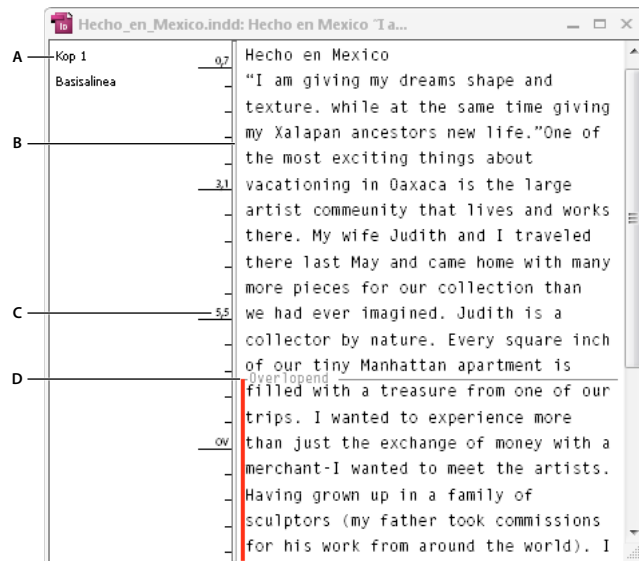 Hecho_en_Mexico.indd: Hecho en Mexico "I a...
A
Kop 1
Basisalinea
B
C
D
0,7
3,1
5,5
OV
Hecho en Mexico
“I am giving my dreams shape and
texture. while at the same time giving
my Xalapan ancestors new life.”One of
the most exciting things about
vacationing in Oaxaca is the large
artist commeunity that lives and works
there. My wife Judith and I traveled
there last May and came home with many
more pieces for our collection than
we had ever imagined. Judith is a
collector by nature. Every square inch
of our tiny Manhattan apartment is
Overlopend
filled with a treasure from one of our
trips. I wanted to experience more
than just the exchange of money with a
merchant-I wanted to meet the artists.
Having grown up in a family of
sculptors (my father took commissions
for his work from around the world). I